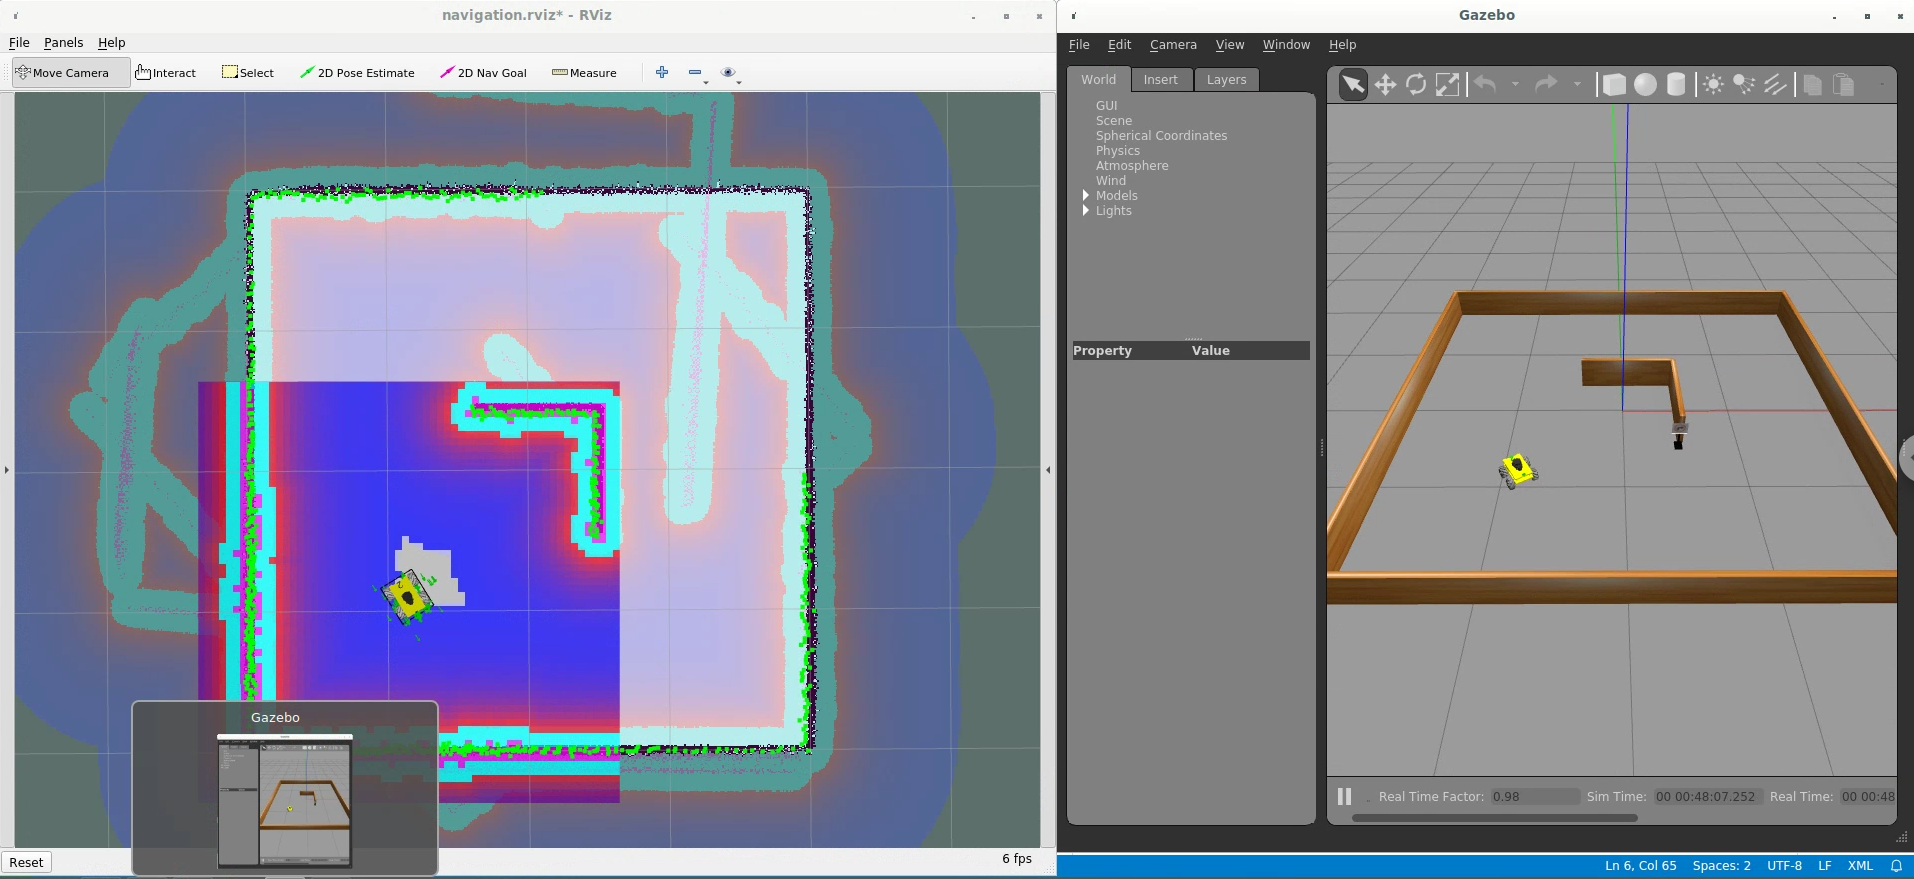 navigation.rviz* - RViz
File Panels Help
Move Camera Interact Select 2D Pose Estimate 2D Nav Goal Measure
Gazebo
Reset
6 fps
Gazebo
File Edit Camera View Window Help
World Insert Layers
GUI
Scene
Spherical Coordinates
Physics
Atmosphere
Wind
Models
Lights
Property Value
Real Time Factor: 0.98 Sim Time: 00 00:48:07.252 Real Time: 00 00:48
Ln 6, Col 65 Spaces: 2 UTF-8 LF XML